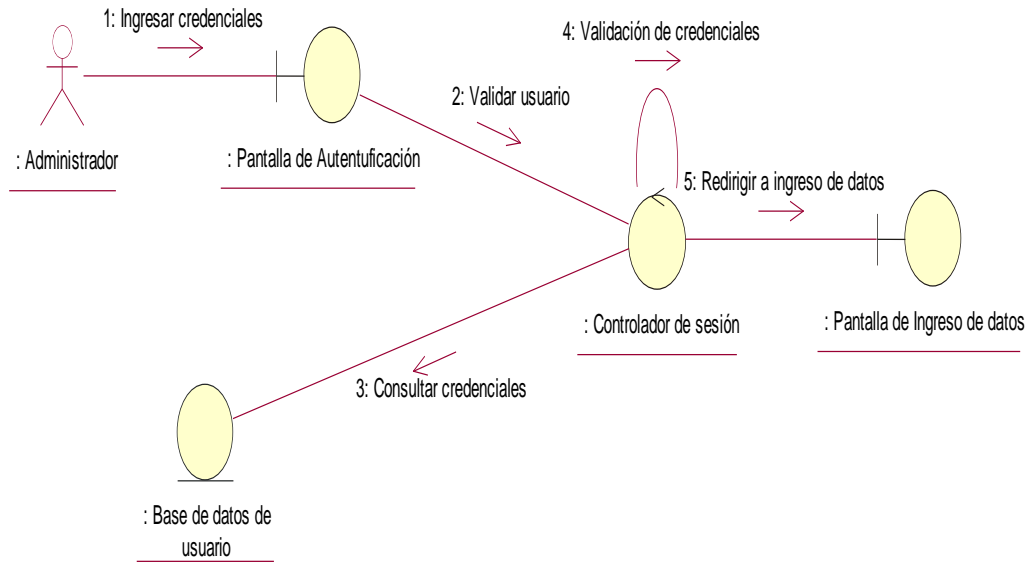 1: Ingresar credenciales
4: Validación de credenciales
2: Validar usuario
: Administrador
: Pantalla de Autentuficación
5: Redirigir a ingreso de datos
: Controlador de sesión
: Pantalla de Ingreso de datos
3: Consultar credenciales
: Base de datos de
usuario